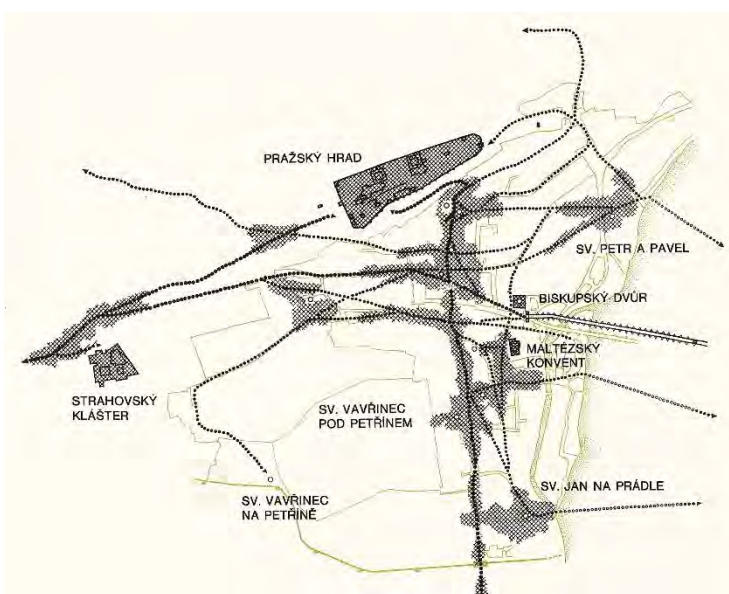 PRAŽSKÝ HRAD
SV. PETR A PAVEL
BISKUPSKÝ DVŮR
MALTÉZSKÝ
KONVENT
STRAHOVSKÝ
KLÁŠTER
SV. VAVŘINEC
POD PETŘÍNEM
SV. VAVŘINEC
NA PETŘÍNĚ
SV. JAN NA PRÁDLE